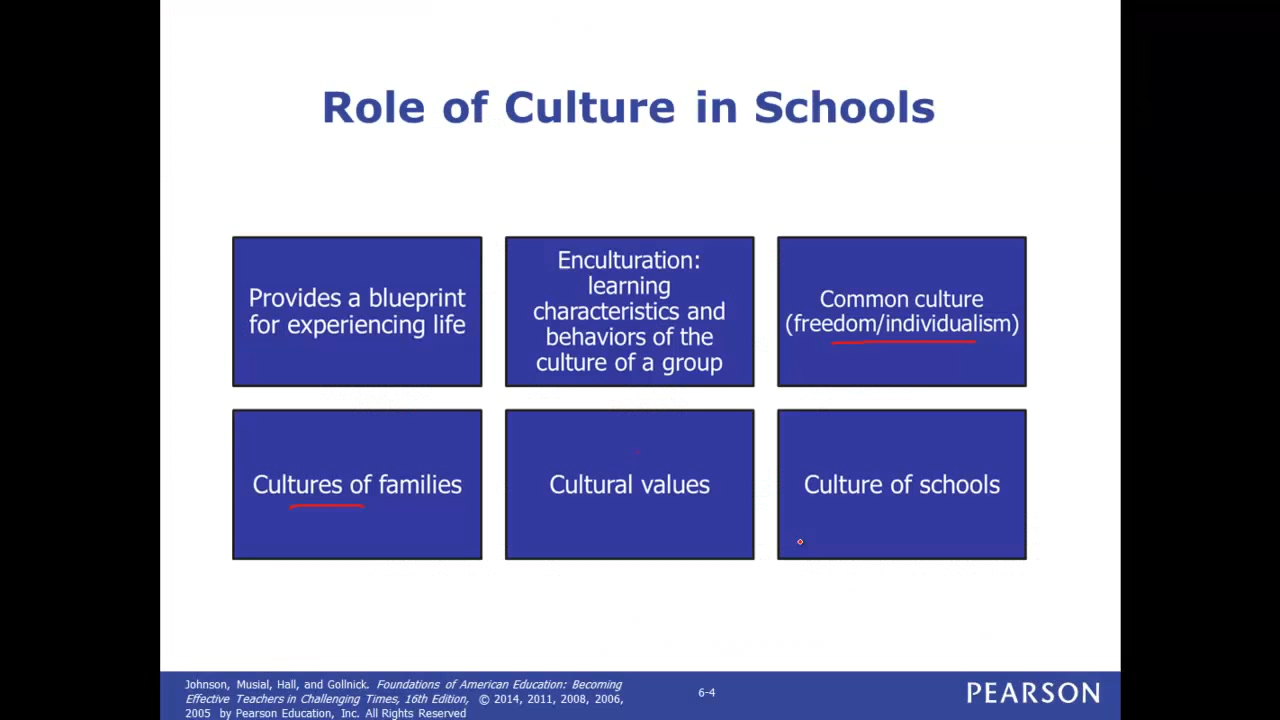 Role of Culture in Schools
Provides a blueprint
for experiencing life
Enculturation:
learning
characteristics and
behaviors of the
culture of a group
Common culture
(freedom/individualism)
Cultures of families
Cultural values
Culture of schools
Johnson, Musial, Hall, and Gollnick. Foundations of American Education: Becoming
Effective Teachers in Challenging Times, 16th Edition, © 2014, 2011, 2008, 2006,
2005 by Pearson Education, Inc. All Rights Reserved
6-4
PEARSON